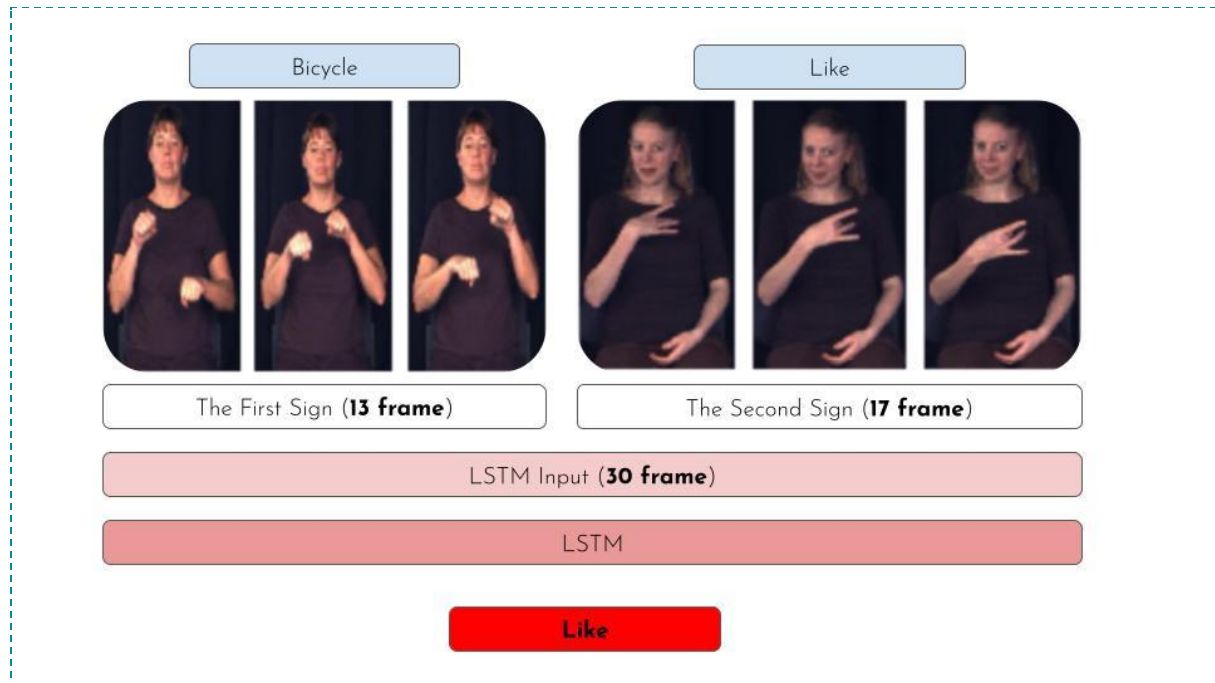 Bicycle
Like
The First Sign (13 frame)
The Second Sign (17 frame)
LSTM Input (30 frame)
LSTM
Like